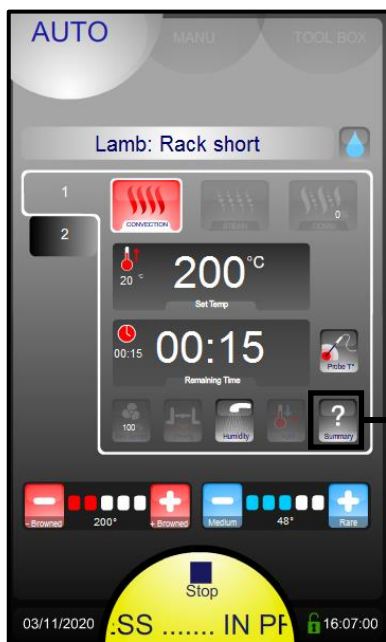 AUTO MANU TOOL BOX
Lamb: Rack short
1
CONVECTION STEAM 0
2
20 °C 200°C
Set Temp
00:15 00:15
Remaining Time
Probe T°
100
Humidity
? Summary
- Browned 200° + Browned Medium 48° Rare
Stop
03/11/2020 .SS ....... IN PF 16:07:00